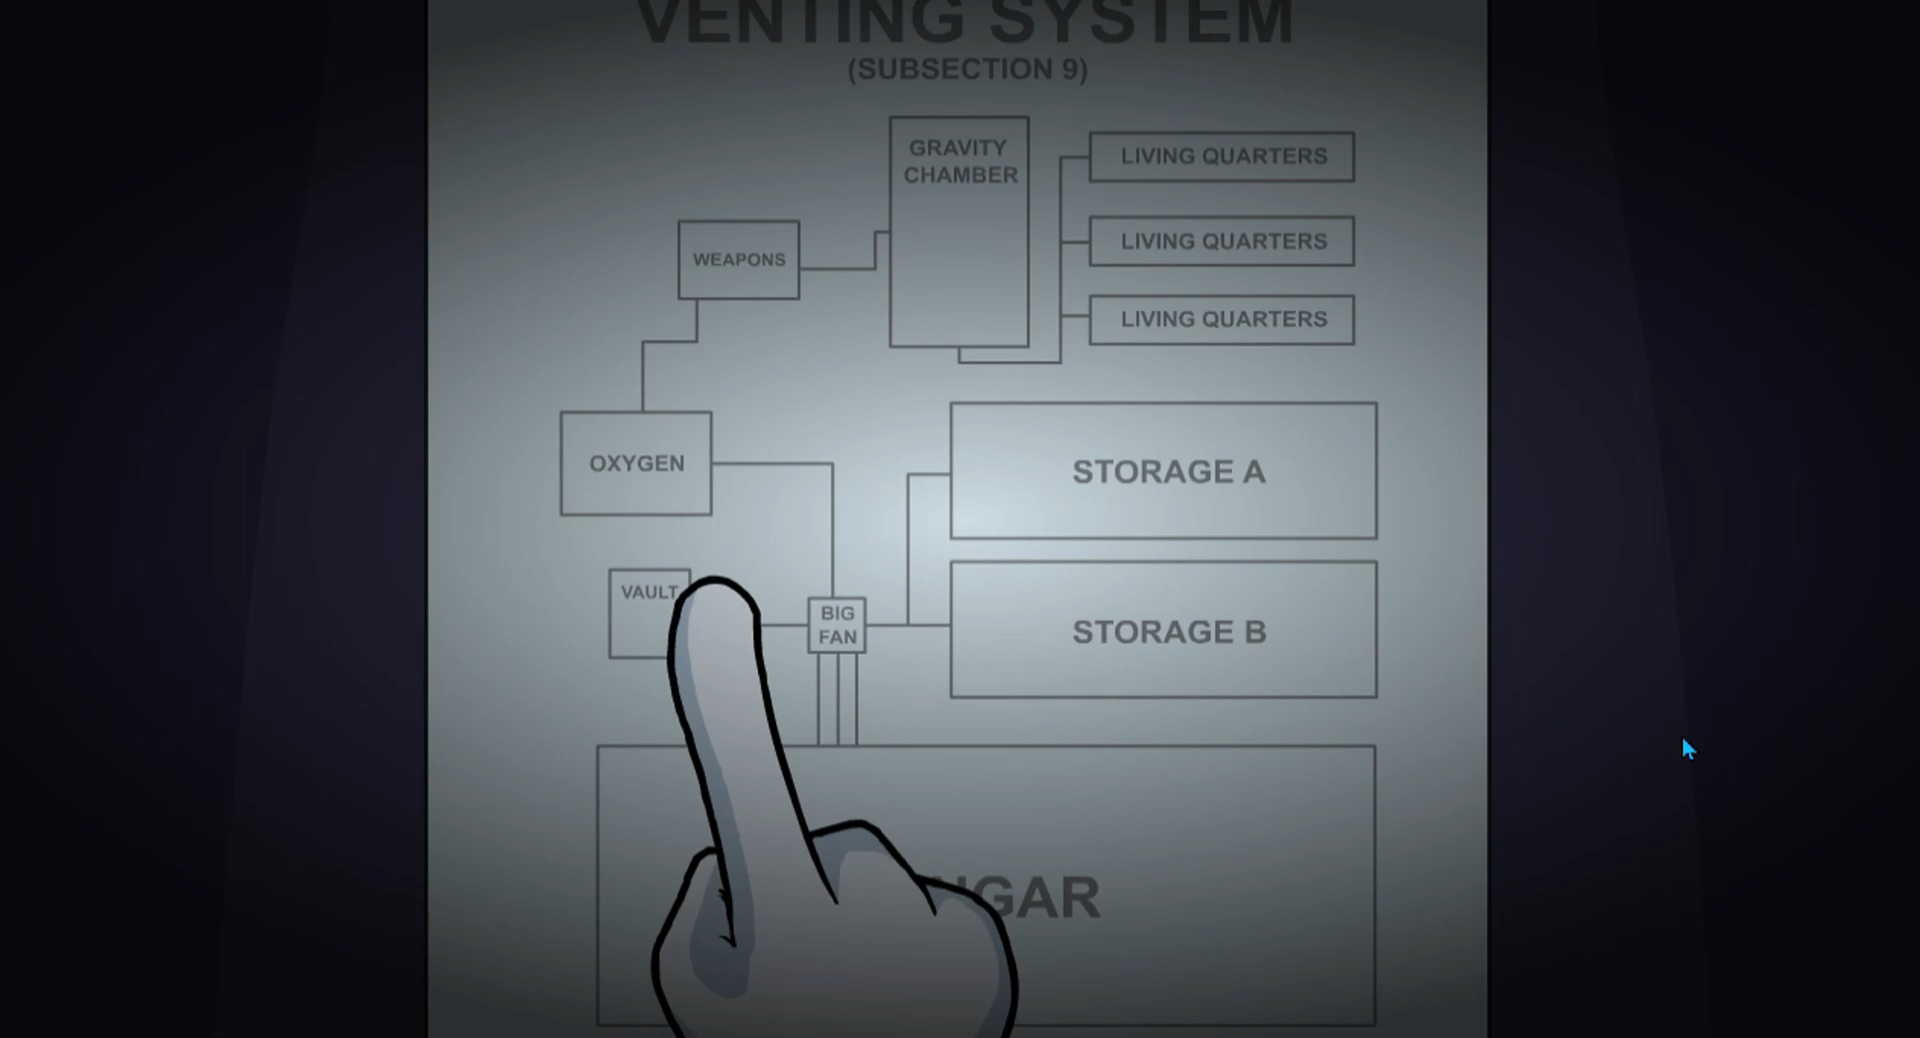 VENTING SYSTEM
(SUBSECTION 9)
GRAVITY
CHAMBER
LIVING QUARTERS
LIVING QUARTERS
WEAPONS
LIVING QUARTERS
OXYGEN
STORAGE A
VAULT
BIG
FAN
STORAGE B